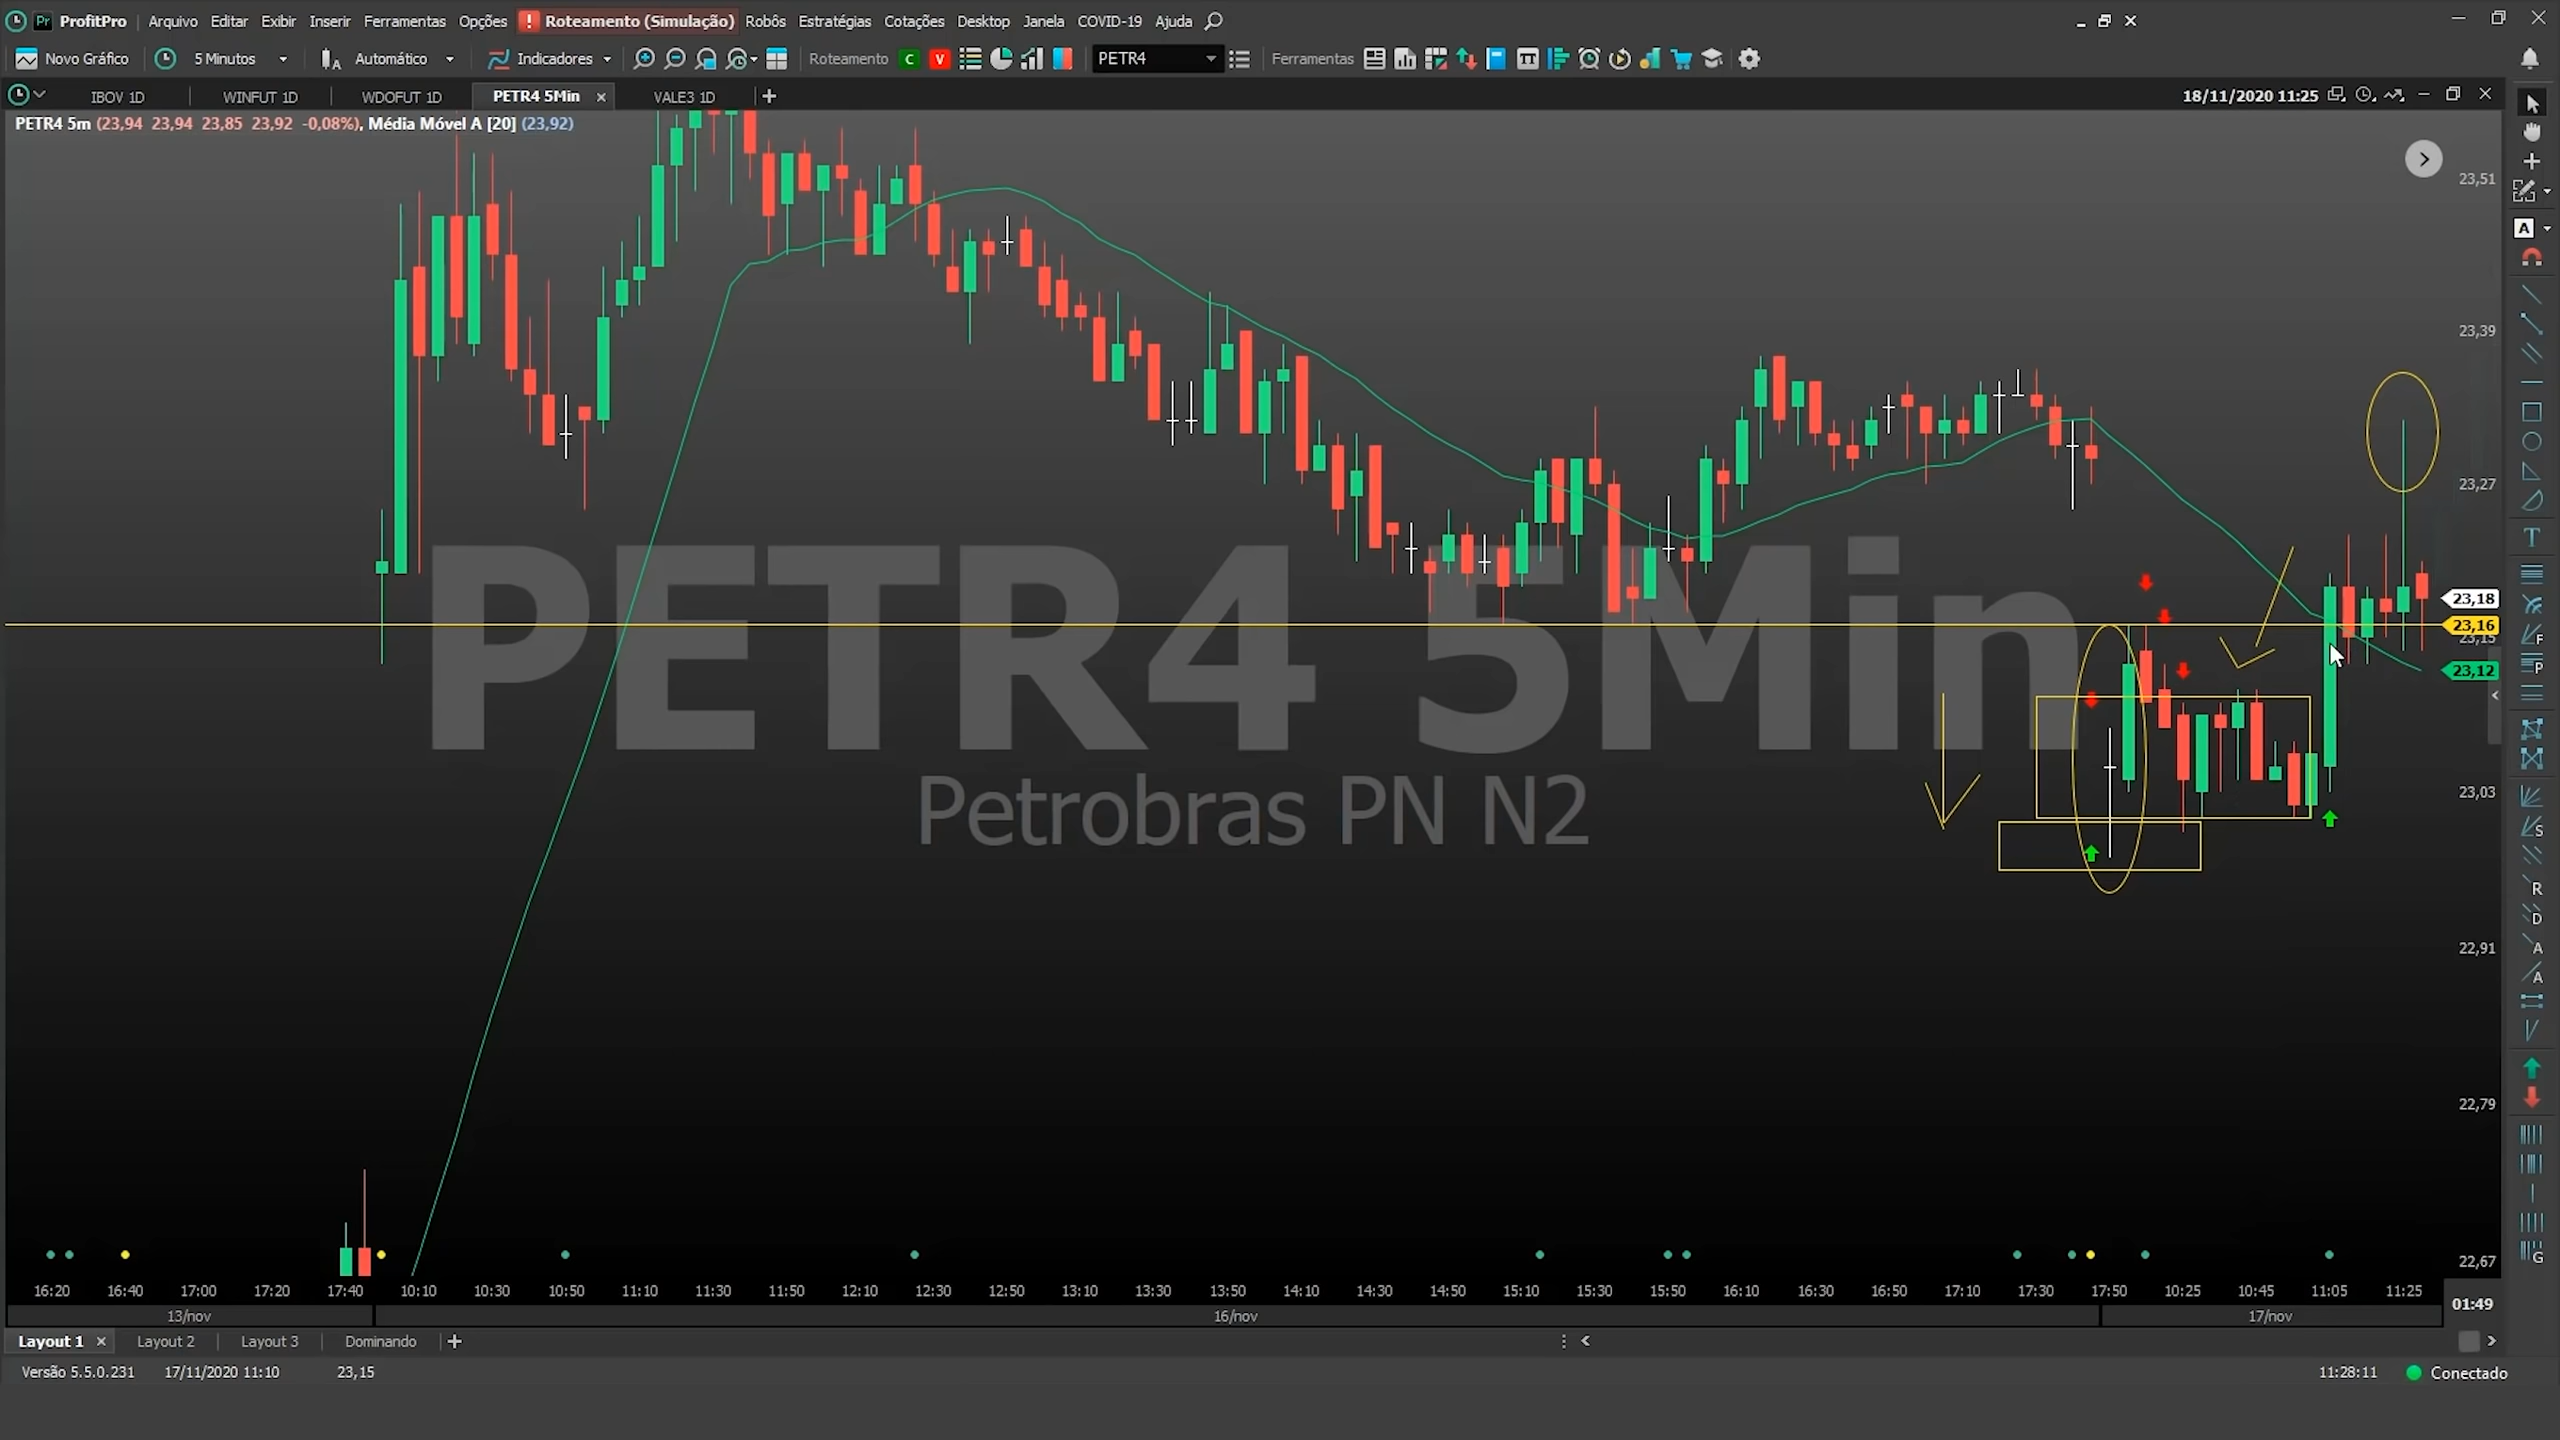 ProfitPro Arquivo Editar Exibir Inserir Ferramentas Opções ! Roteamento (Simulação) Robôs Estratégias Cotações Desktop Janela COVID-19 Ajuda
Novo Gráfico 5 Minutos Automático Indicadores Roteamento C V PETR4 Ferramentas
IBOV 1D WINFUT 1D WDOFUT 1D PETR4 5Min VALE3 1D 18/11/2020 11:25
PETR4 5m (23,94 23,94 23,85 23,92 -0,08%), Média Móvel A [20] (23,92)
23,51
23,39
23,27
23,18
23,16
23,15
23,12
23,03
22,91
22,79
22,67
PETR4 5Min
Petrobras PN N2
16:20 16:40 17:00 17:20 17:40 10:10 10:30 10:50 11:10 11:30 11:50 12:10 12:30 12:50 13:10 13:30 13:50 14:10 14:30 14:50 15:10 15:30 15:50 16:10 16:30 16:50 17:10 17:30 17:50 10:25 10:45 11:05 11:25 01:49
13/nov 16/nov 17/nov
Layout 1 Layout 2 Layout 3 Dominando
Versão 5.5.0.231 17/11/2020 11:10 23,15 11:28:11 Conectado